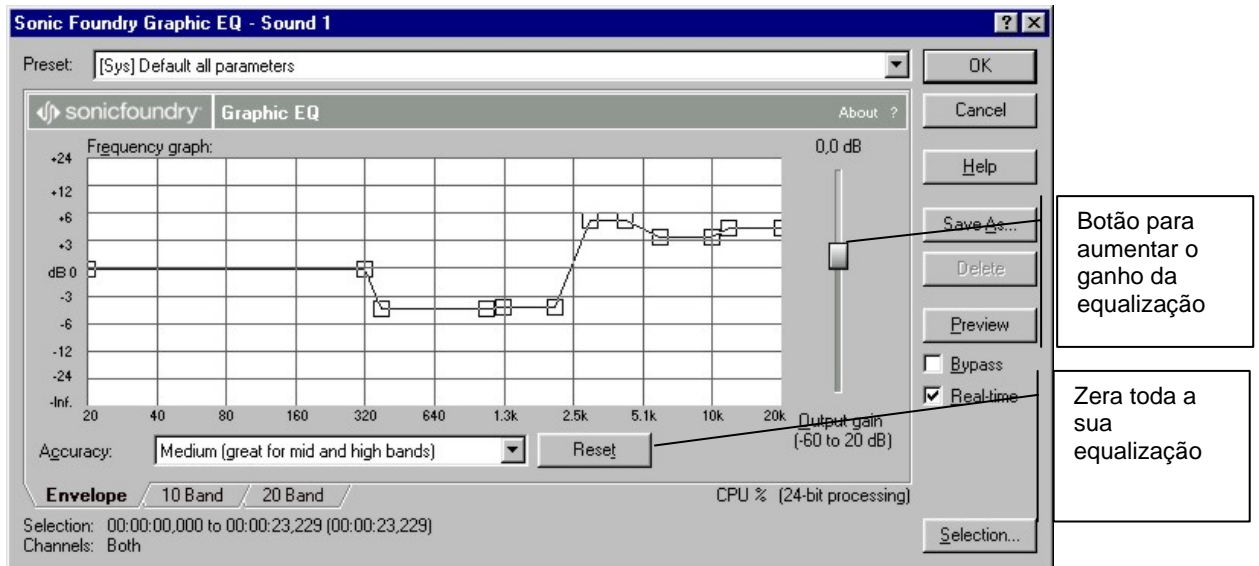 Sonic Foundry Graphic EQ - Sound 1
Preset: [Sys] Default all parameters
OK
sonicfoundry Graphic EQ About ?
Cancel
Frequency graph: 0,0 dB
Help
+24
+12
+6
+3
dB 0
-3
-6
-12
-24
-Inf.
20 40 80 160 320 640 1.3k 2.5k 5.1k 10k 20k
Output gain
(-60 to 20 dB)
Save As...
Delete
Preview
Bypass
Real-time
Botão para
aumentar o
ganho da
equalização
Zera toda a
sua
equalização
Accuracy: Medium (great for mid and high bands) Reset
Envelope 10 Band 20 Band CPU % (24-bit processing)
Selection: 00:00:00,000 to 00:00:23,229 (00:00:23,229)
Channels: Both
Selection...